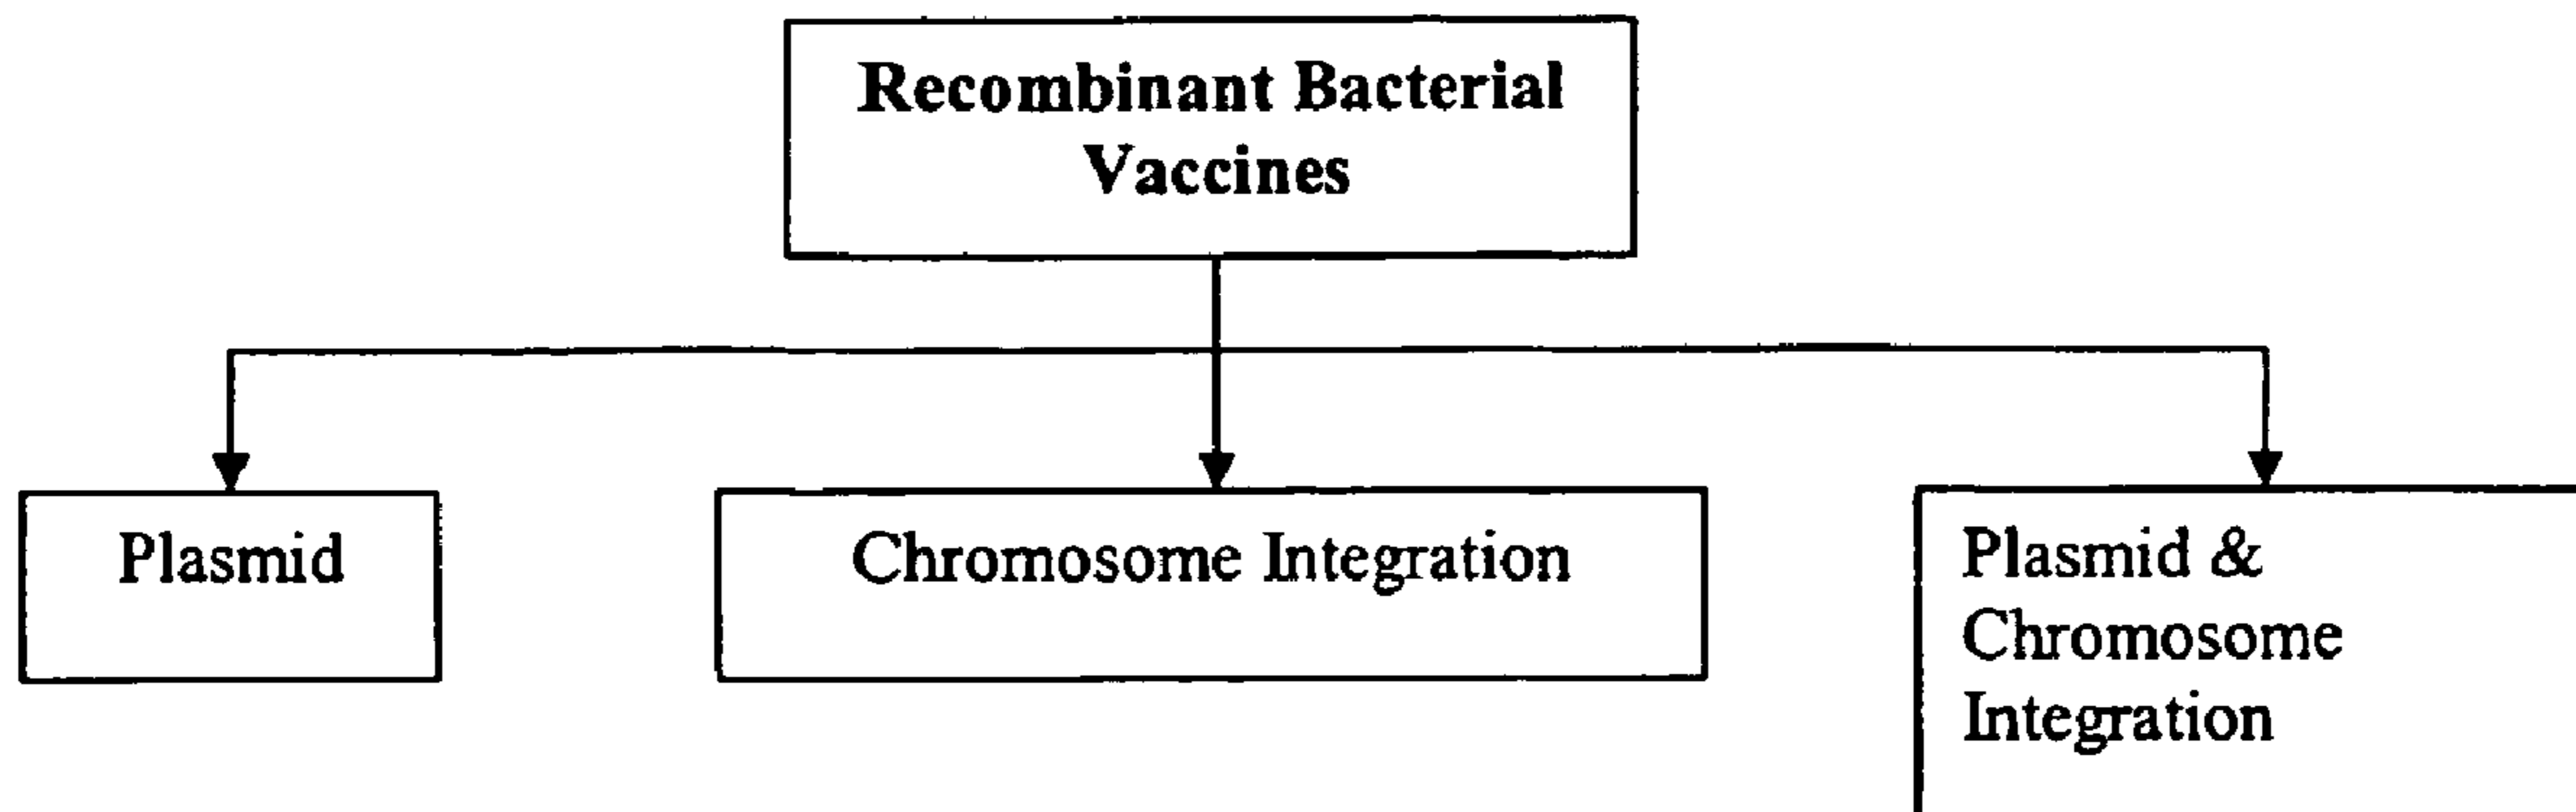 Recombinant Bacterial
Vaccines
Plasmid
Chromosome Integration
Plasmid &
Chromosome
Integration